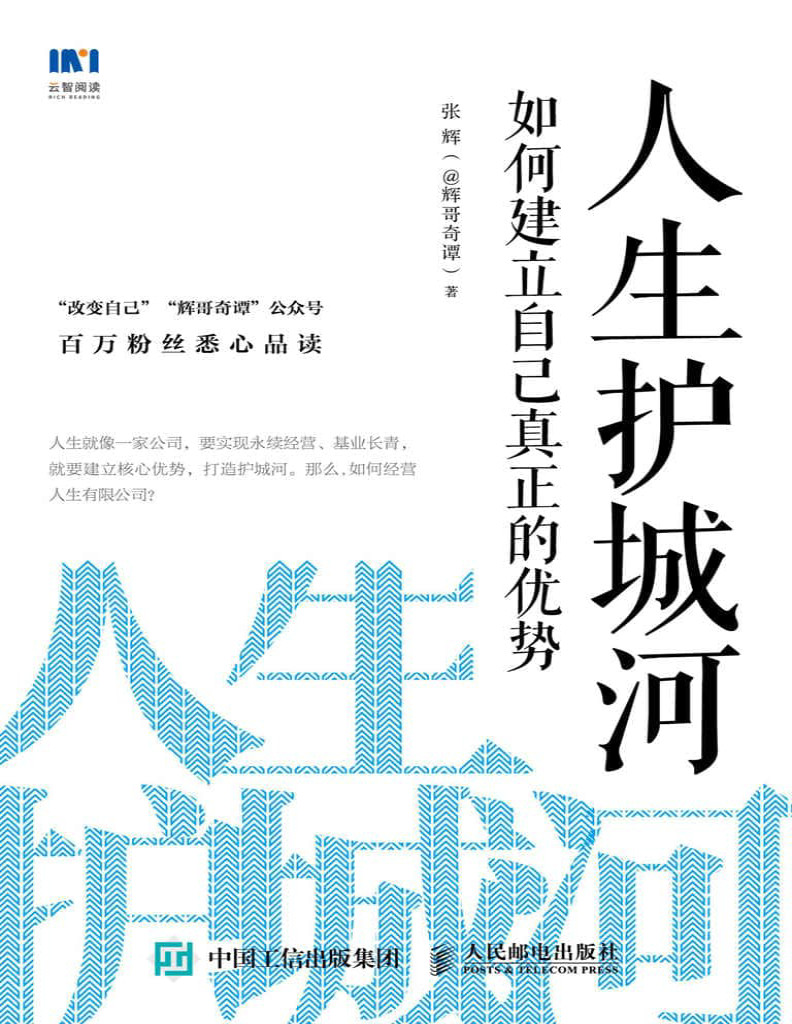 云智阅读
RICH READING
人生护城河
如何建立自己真正的优势
张辉（@辉哥奇谭）著
“改变自己”“辉哥奇谭”公众号
百万粉丝悉心品读
人生就像一家公司，要实现永续经营、基业长青，
就要建立核心优势，打造护城河。那么，如何经营
人生有限公司？
人生
护城河
中国工信出版集团
人民邮电出版社
POSTS & TELECOM PRESS